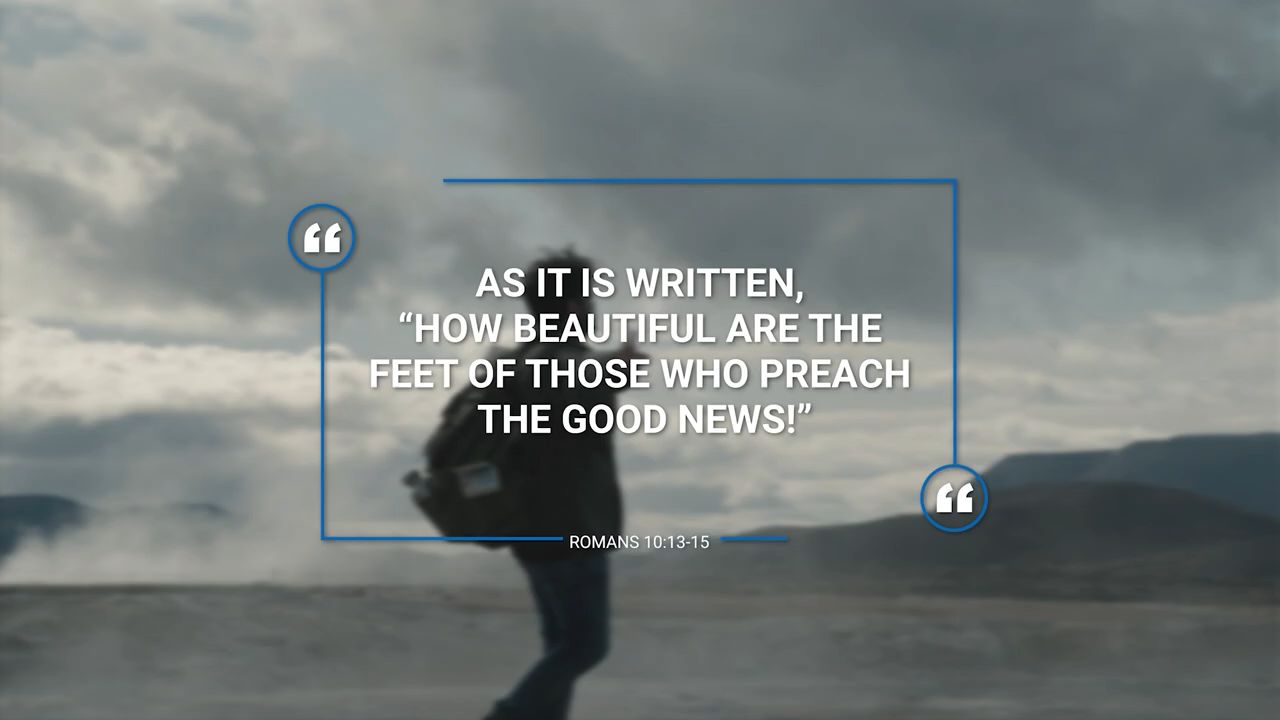 AS IT IS WRITTEN,
“HOW BEAUTIFUL ARE THE
FEET OF THOSE WHO PREACH
THE GOOD NEWS!”
ROMANS 10:13-15